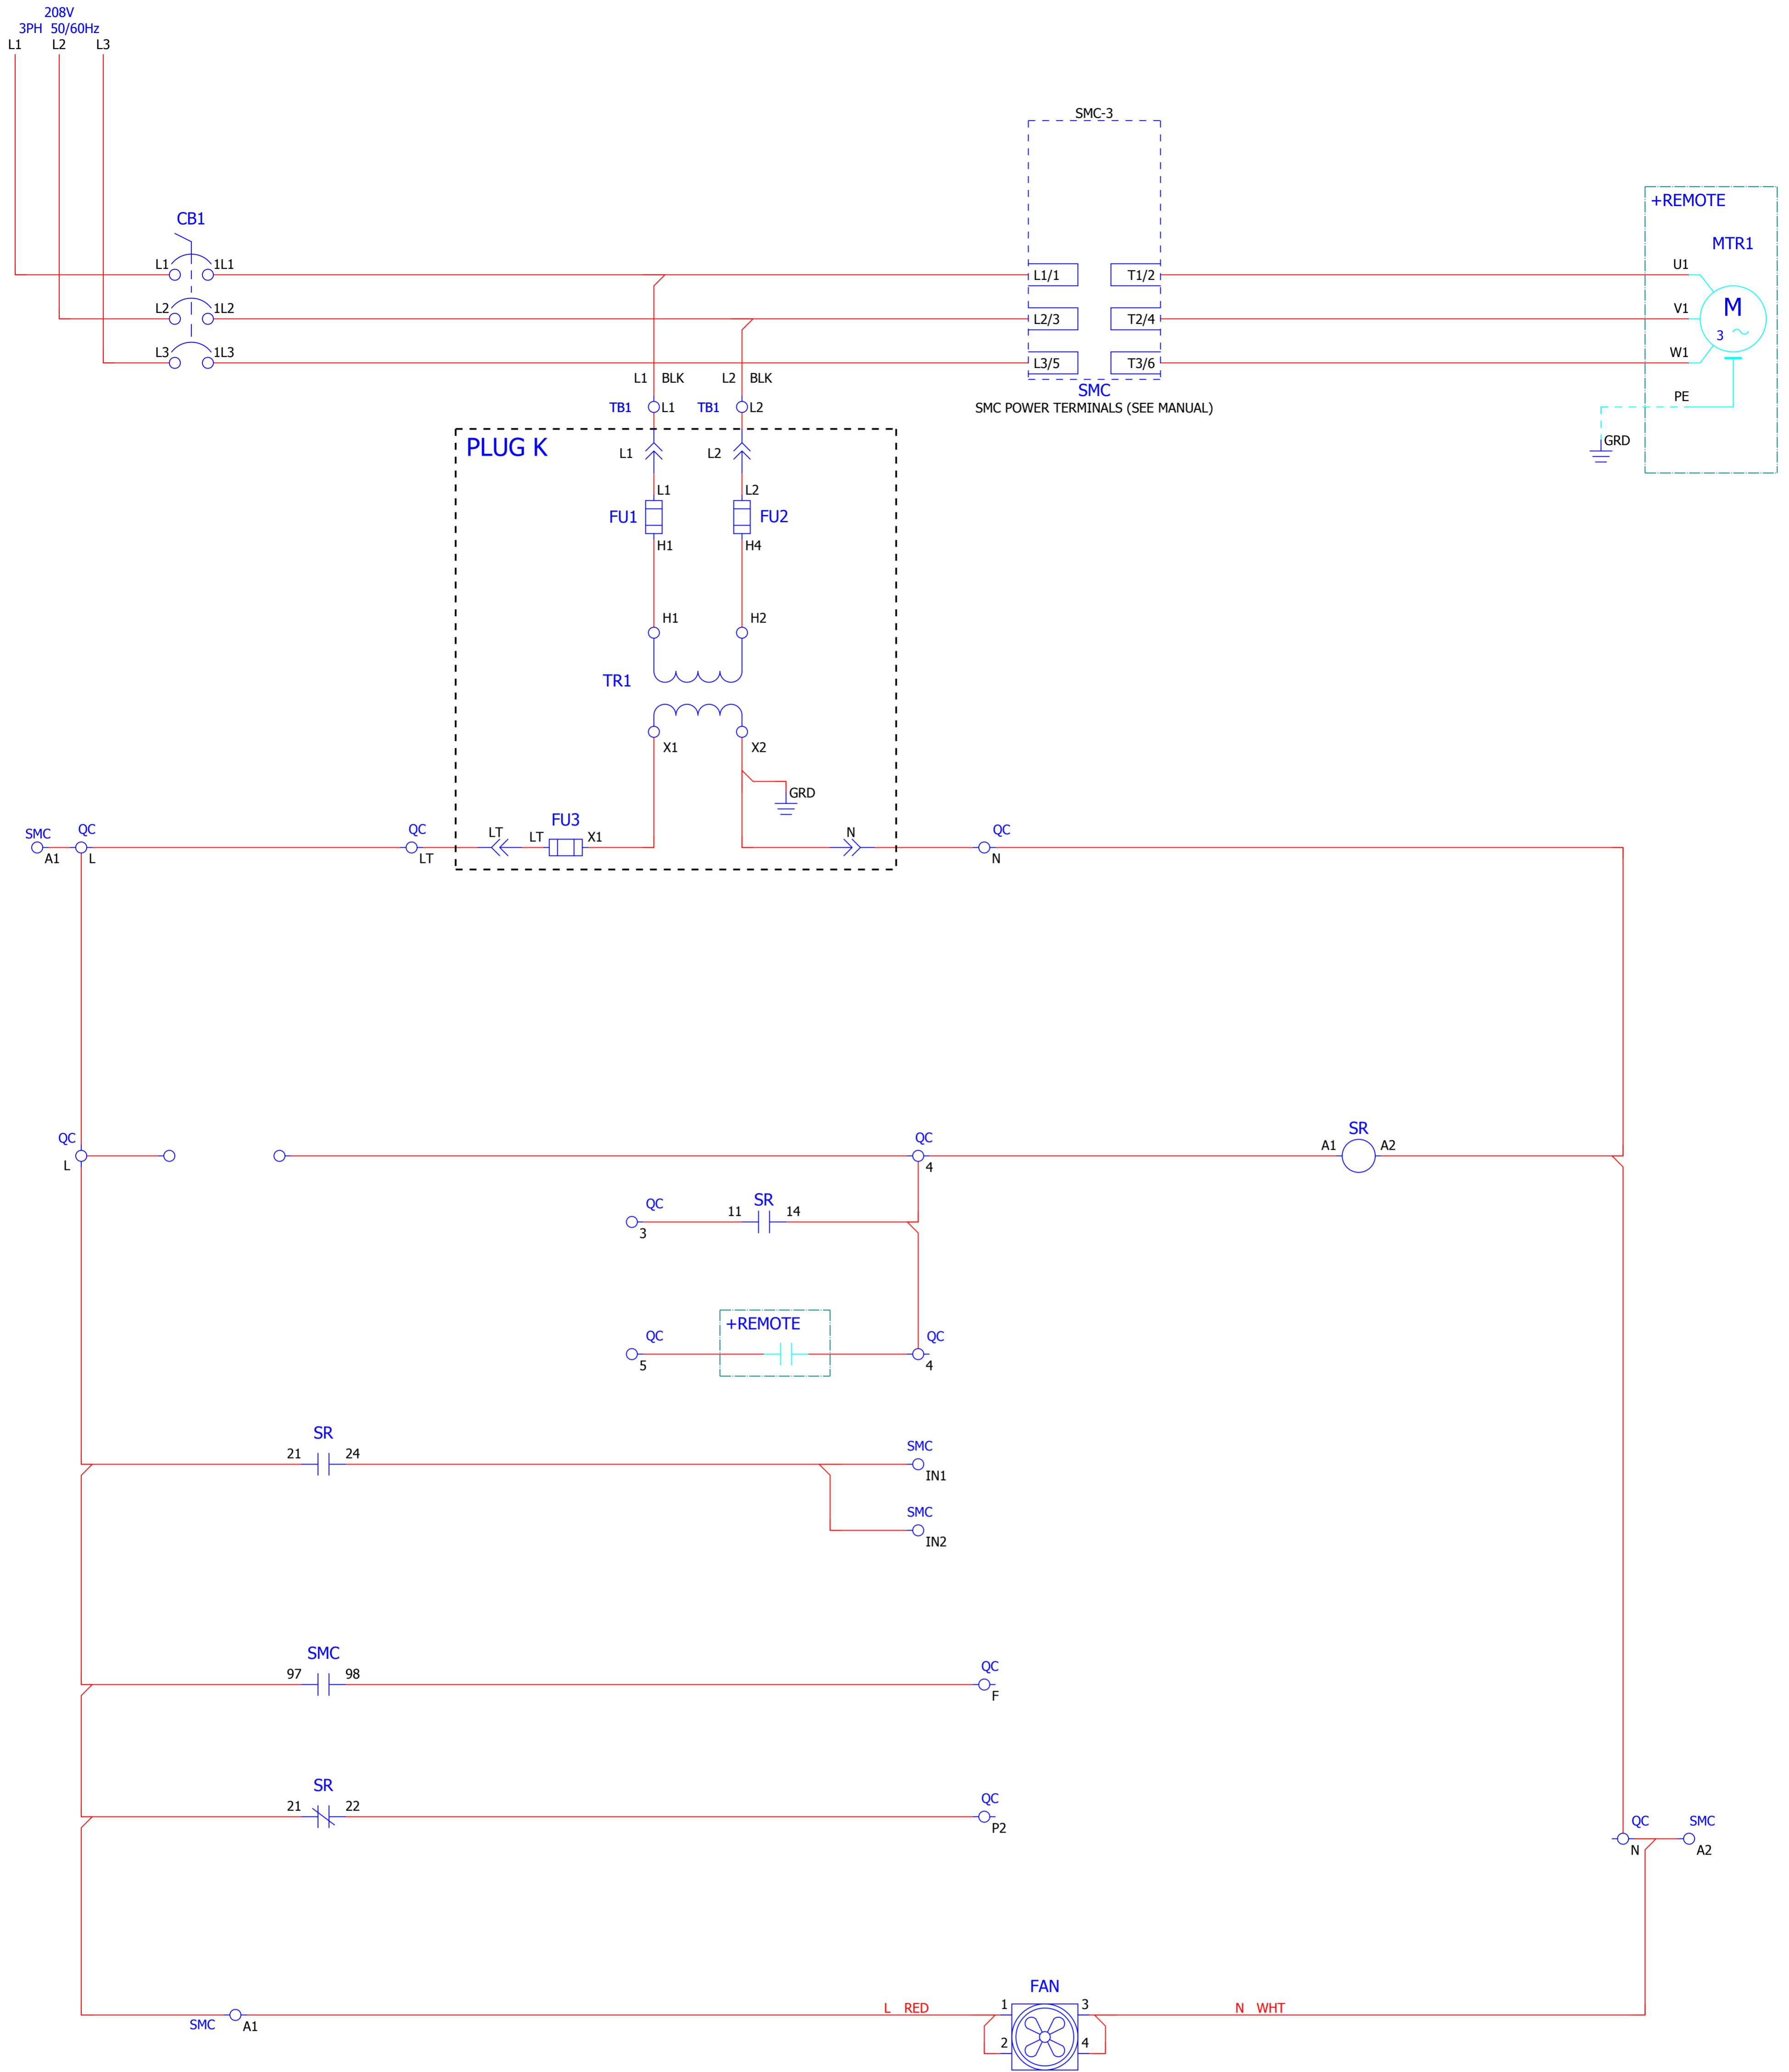 208V
3PH 50/60Hz
L1 L2 L3
SMC-3
+REMOTE
CB1
MTR1
L1 1L1 L1/1 T1/2 U1
L2 1L2 L2/3 T2/4 V1
M
3
L3 1L3 L3/5 T3/6 W1
L1 BLK L2 BLK
SMC
SMC POWER TERMINALS (SEE MANUAL)
PE
TB1 L1 TB1 L2
GRD
PLUG K
L1 L2
L1 L2
FU1 FU2
H1 H4
H1 H2
TR1
X1 X2
GRD
FU3
SMC QC QC LT LT X1 N QC
A1 L LT N
QC QC SR
A1 A2
L 4
QC SR
11 14
3
+REMOTE
QC QC
5 4
SR
21 24 SMC
IN1
SMC
IN2
SMC
97 98 QC
F
SR
21 22 QC
P2
QC SMC
N A2
FAN
L RED 1 3 N WHT
SMC A1
2 4